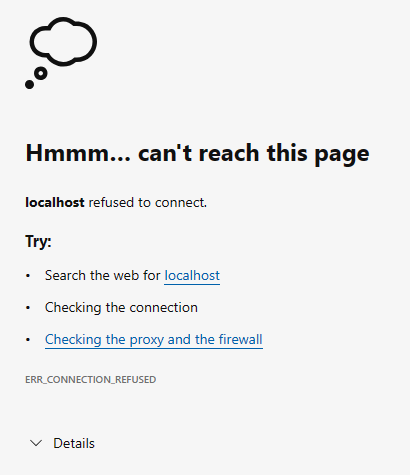 Hmmm... can't reach this page
localhost refused to connect.
Try:
• Search the web for localhost
• Checking the connection
• Checking the proxy and the firewall
ERR_CONNECTION_REFUSED
Details